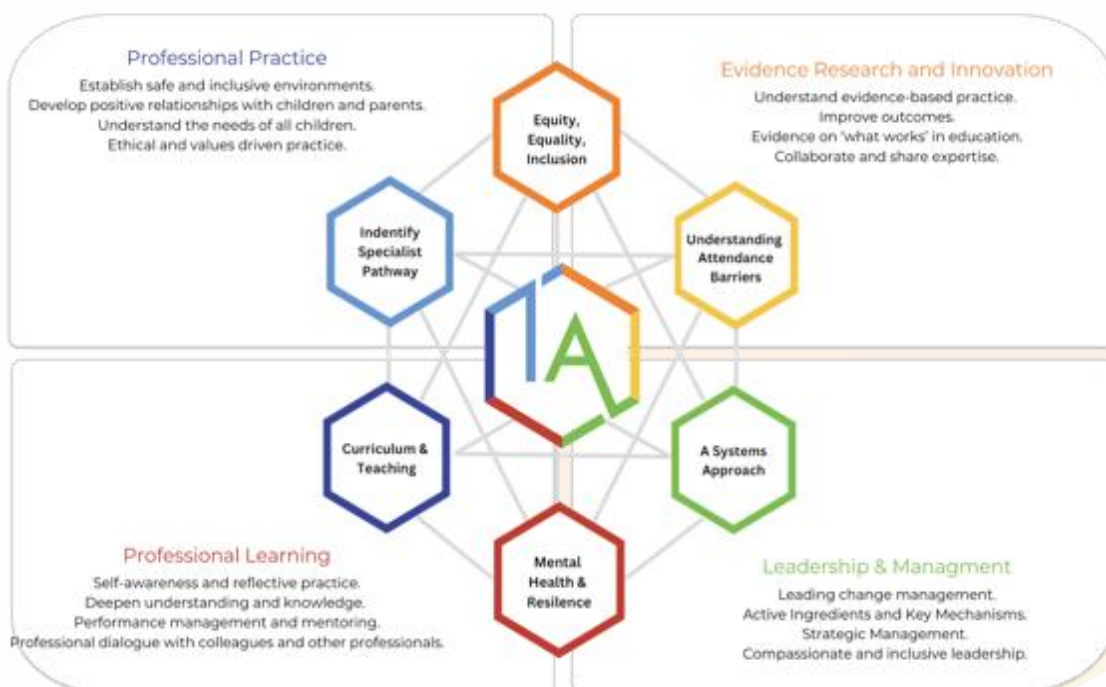 Professional Practice
Establish safe and inclusive environments.
Develop positive relationships with children and parents.
Understand the needs of all children.
Ethical and values driven practice.
Evidence Research and Innovation
Understand evidence-based practice.
Improve outcomes.
Evidence on 'what works' in education.
Collaborate and share expertise.
Equity,
Equality,
Inclusion
Indentify
Specialist
Pathway
Understanding
Attendance
Barriers
1A
Curriculum &
Teaching
A Systems
Approach
Mental
Health &
Resilence
Professional Learning
Self-awareness and reflective practice.
Deepen understanding and knowledge.
Performance management and mentoring.
Professional dialogue with colleagues and other professionals.
Leadership & Managment
Leading change management.
Active Ingredients and Key Mechanisms.
Strategic Management.
Compassionate and inclusive leadership.